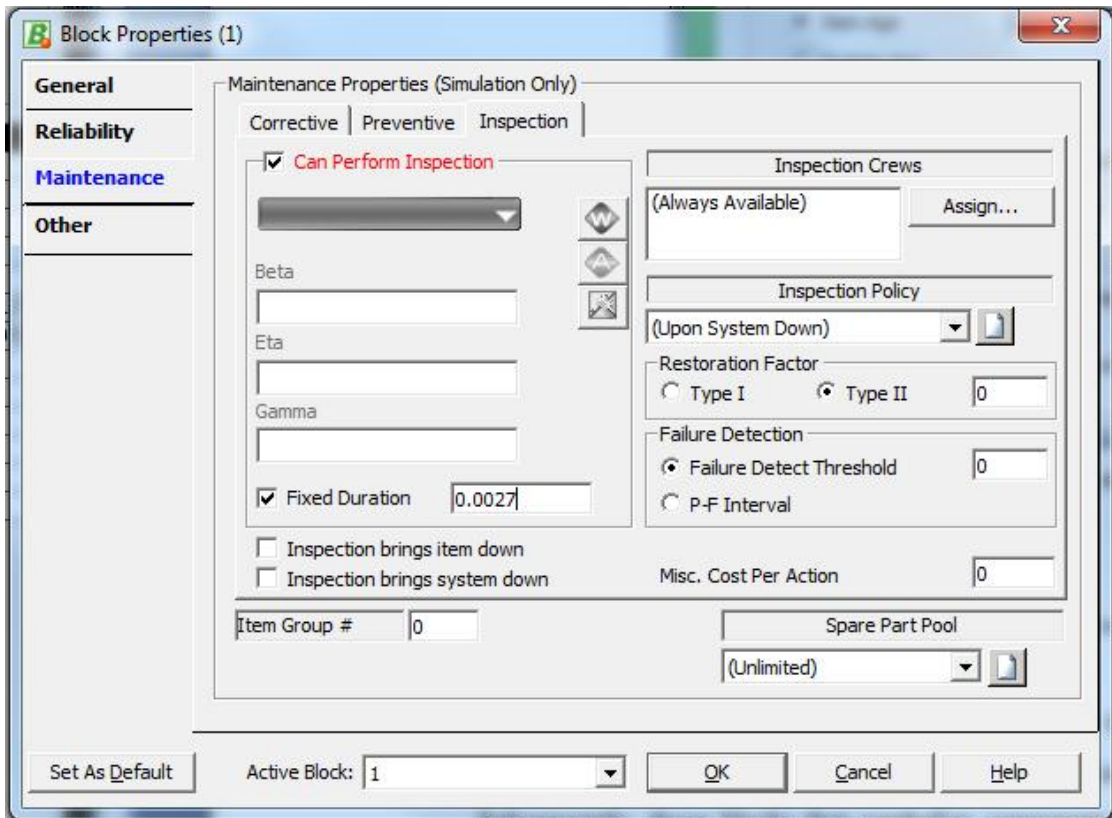 Block Properties (1)
General
Reliability
Maintenance
Other
Maintenance Properties (Simulation Only)
Corrective
Preventive
Inspection
Can Perform Inspection
W
A
Beta
Eta
Gamma
Fixed Duration
0.0027
Inspection brings item down
Inspection brings system down
Inspection Crews
(Always Available)
Assign...
Inspection Policy
(Upon System Down)
Restoration Factor
Type I
Type II
0
Failure Detection
Failure Detect Threshold
0
P-F Interval
Misc. Cost Per Action
0
Item Group #
0
Spare Part Pool
(Unlimited)
Set As Default
Active Block:
1
OK
Cancel
Help